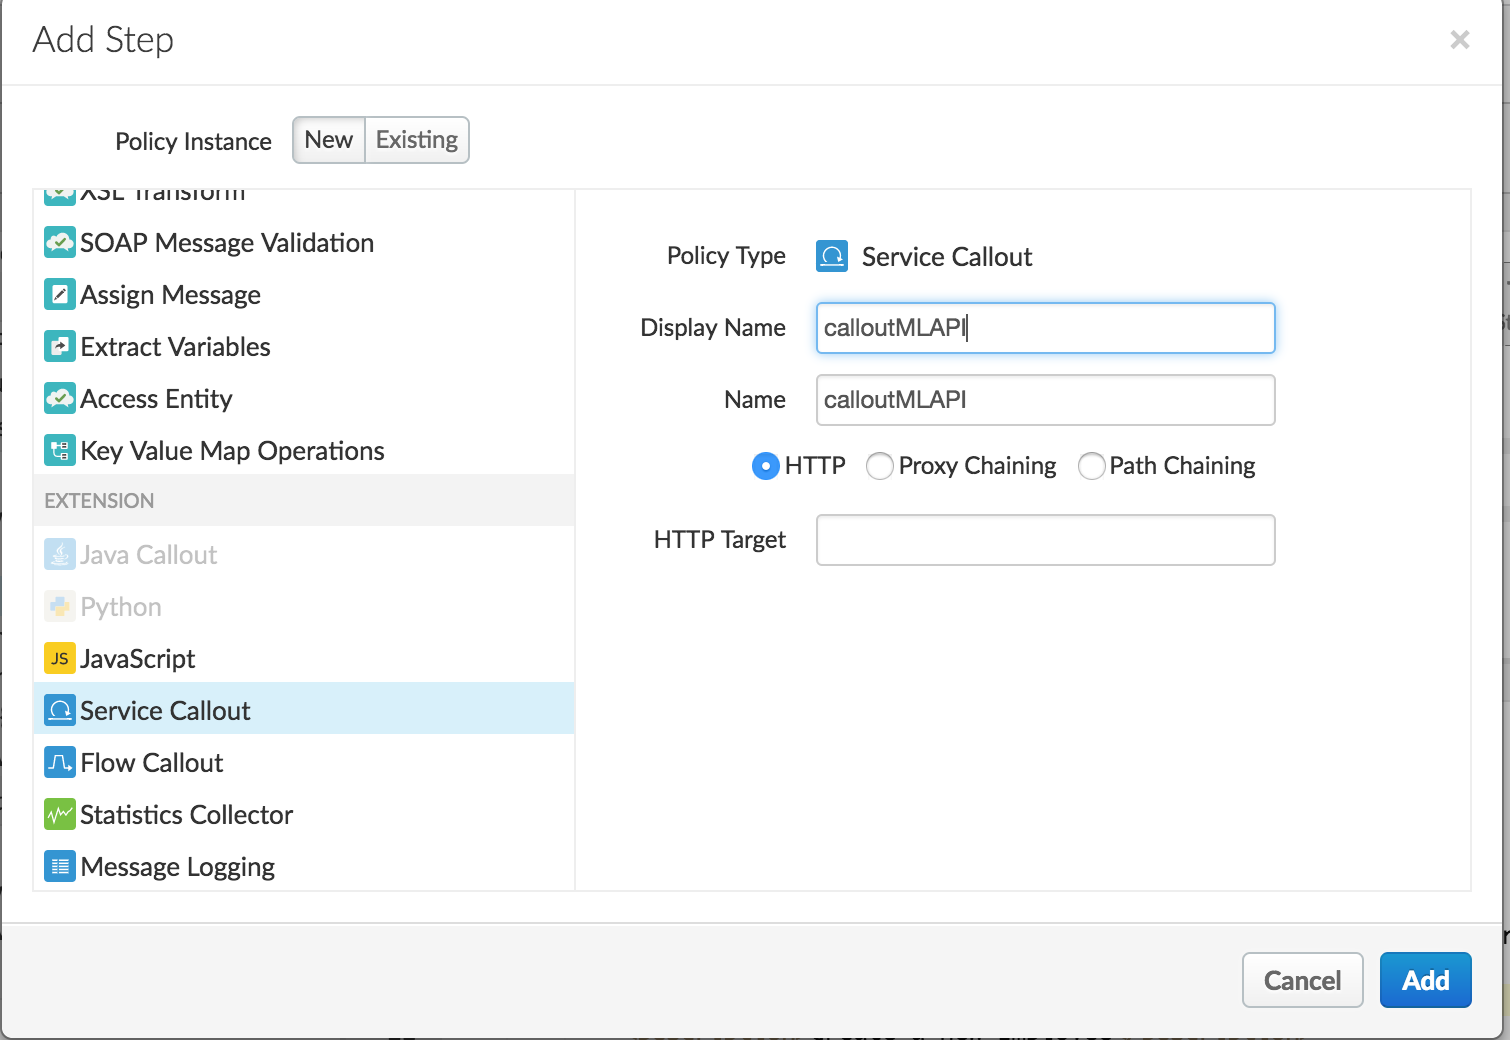 Add Step
×
Policy Instance New Existing
XSL Transform
SOAP Message Validation
Assign Message
Extract Variables
Access Entity
Key Value Map Operations
EXTENSION
Java Callout
Python
JS JavaScript
Service Callout
Flow Callout
Statistics Collector
Message Logging
Policy Type Service Callout
Display Name calloutMLAPI
Name calloutMLAPI
HTTP Proxy Chaining Path Chaining
HTTP Target
Cancel Add